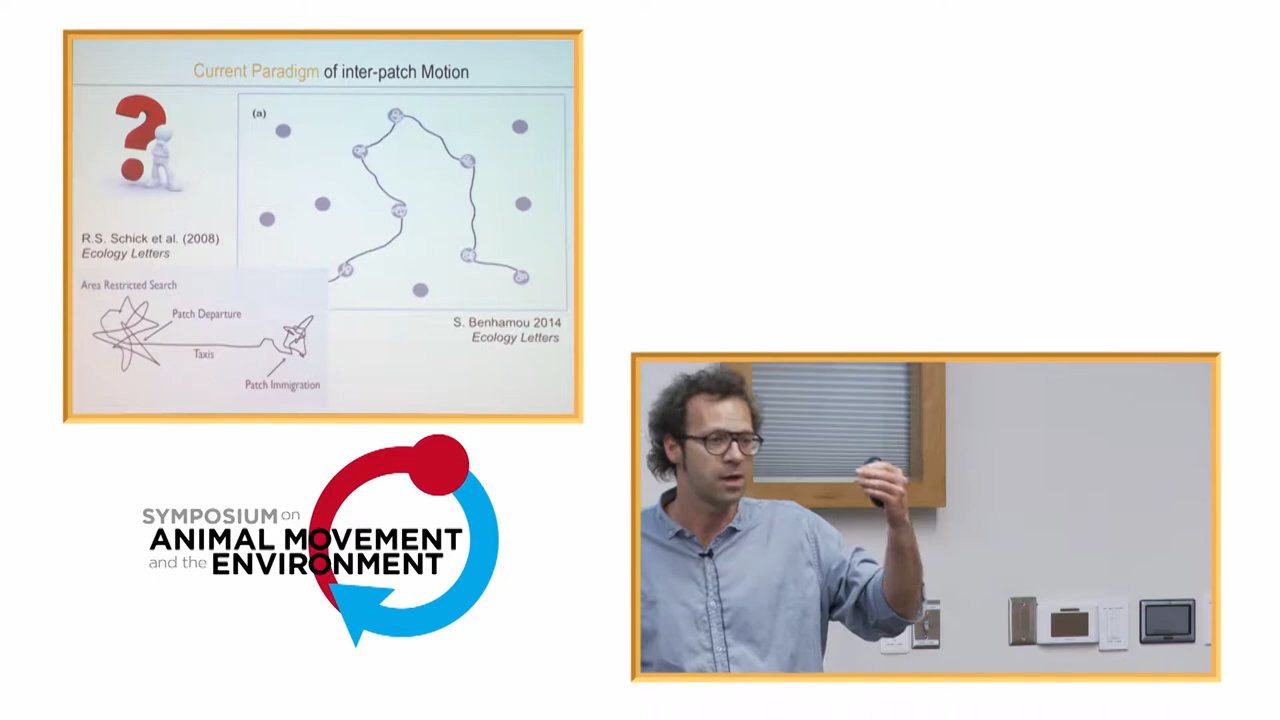 Current Paradigm of inter-patch Motion
(a)
R.S. Schick et al. (2008)
Ecology Letters
Area Restricted Search
Patch Departure
Taxis
Patch Immigration
S. Benhamou 2014
Ecology Letters
SYMPOSIUM on
ANIMAL MOVEMENT
and the ENVIRONMENT